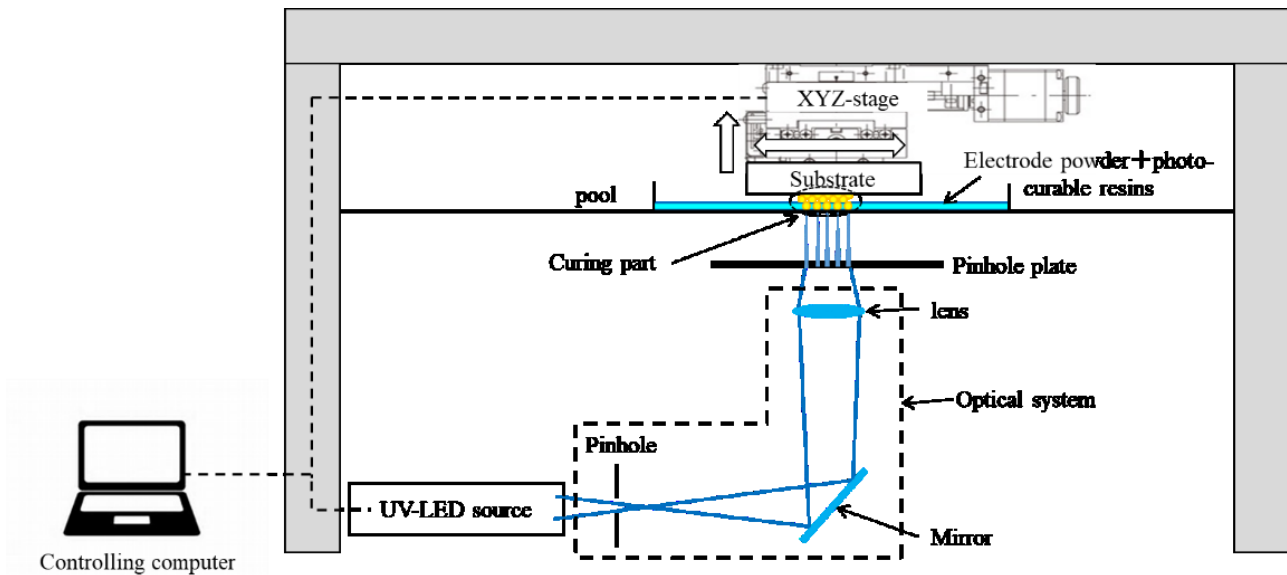 XYZ-stage
Electrode powder+photo-
curable resins
Substrate
pool
Curing part
Pinhole plate
lens
Optical system
Pinhole
UV-LED source
Mirror
Controlling computer